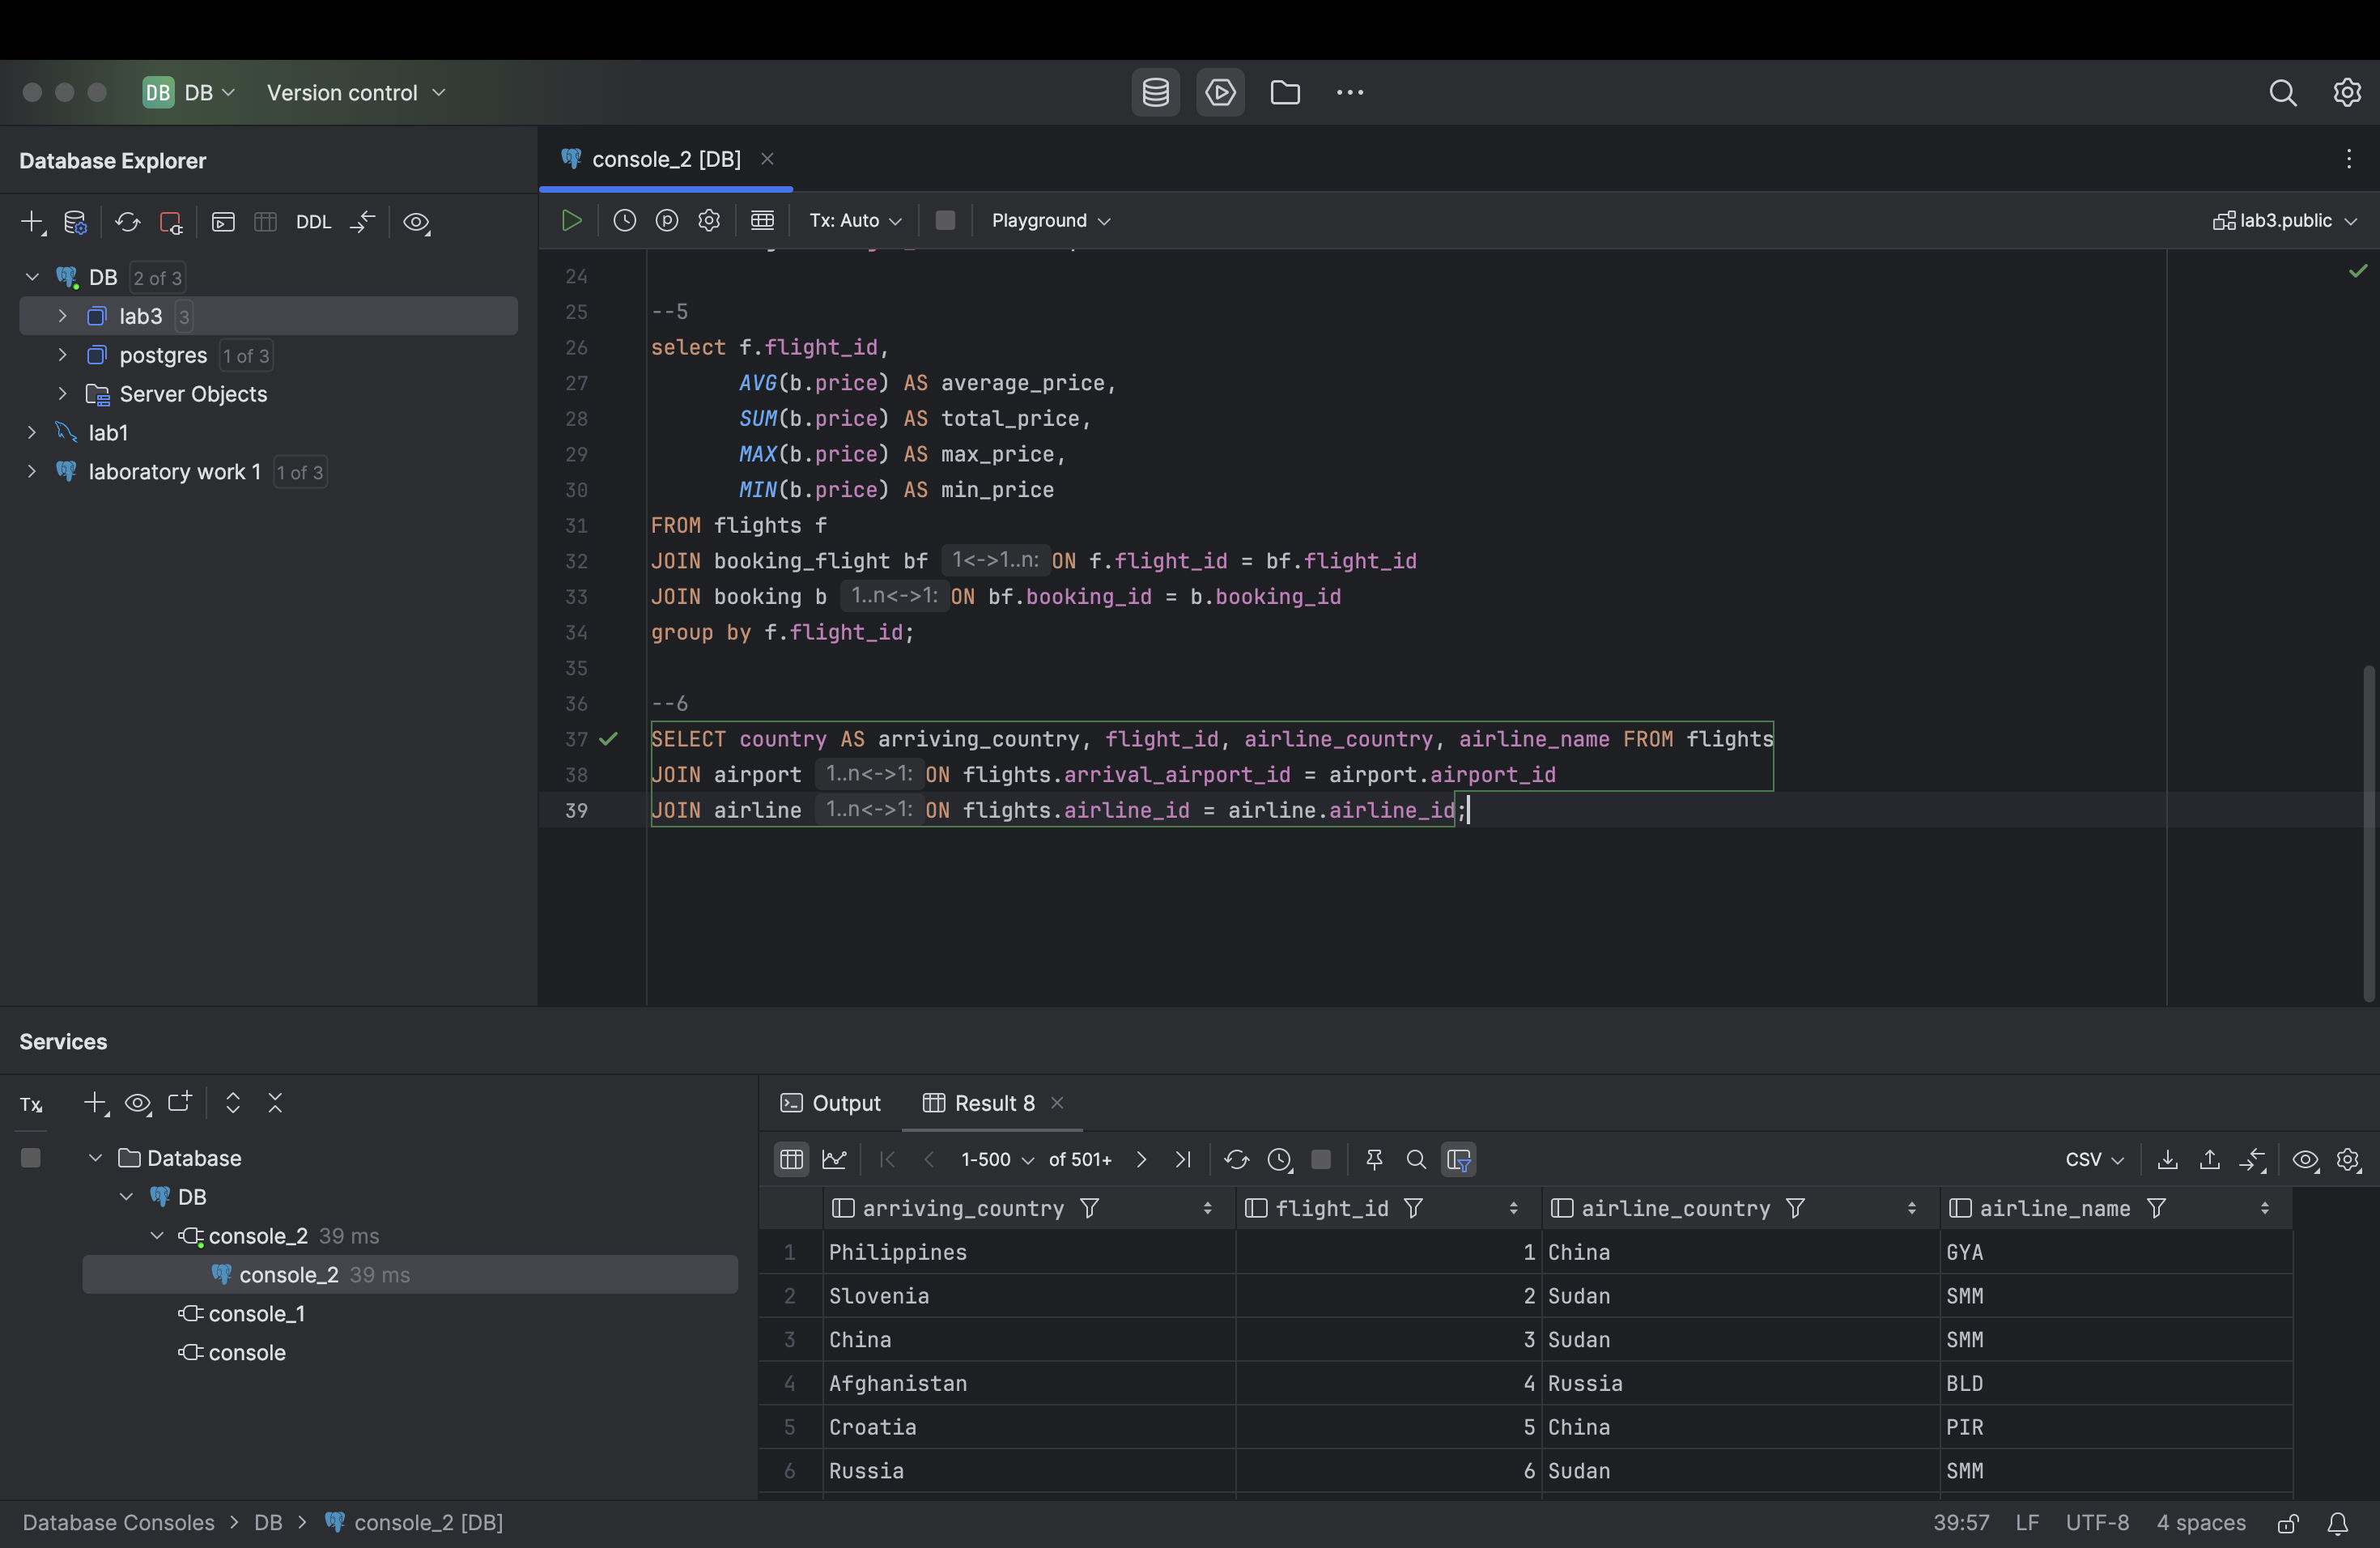 DB DB Version control
Database Explorer
console_2 [DB]
DDL
Tx: Auto Playground lab3.public
DB 2 of 3
lab3 3
postgres 1 of 3
Server Objects
lab1
laboratory work 1 1 of 3
24
25 --5
26 select f.flight_id,
27 AVG(b.price) AS average_price,
28 SUM(b.price) AS total_price,
29 MAX(b.price) AS max_price,
30 MIN(b.price) AS min_price
31 FROM flights f
32 JOIN booking_flight bf 1<->1..n: ON f.flight_id = bf.flight_id
33 JOIN booking b 1..n<->1: ON bf.booking_id = b.booking_id
34 group by f.flight_id;
35
36 --6
37 SELECT country AS arriving_country, flight_id, airline_country, airline_name FROM flights
38 JOIN airport 1..n<->1: ON flights.arrival_airport_id = airport.airport_id
39 JOIN airline 1..n<->1: ON flights.airline_id = airline.airline_id;
Services
Tx
Database
DB
console_2 39 ms
console_2 39 ms
console_1
console
Output Result 8
1-500 of 501+ CSV
arriving_country flight_id airline_country airline_name
1 Philippines 1 China GYA
2 Slovenia 2 Sudan SMM
3 China 3 Sudan SMM
4 Afghanistan 4 Russia BLD
5 Croatia 5 China PIR
6 Russia 6 Sudan SMM
Database Consoles > DB > console_2 [DB]
39:57 LF UTF-8 4 spaces